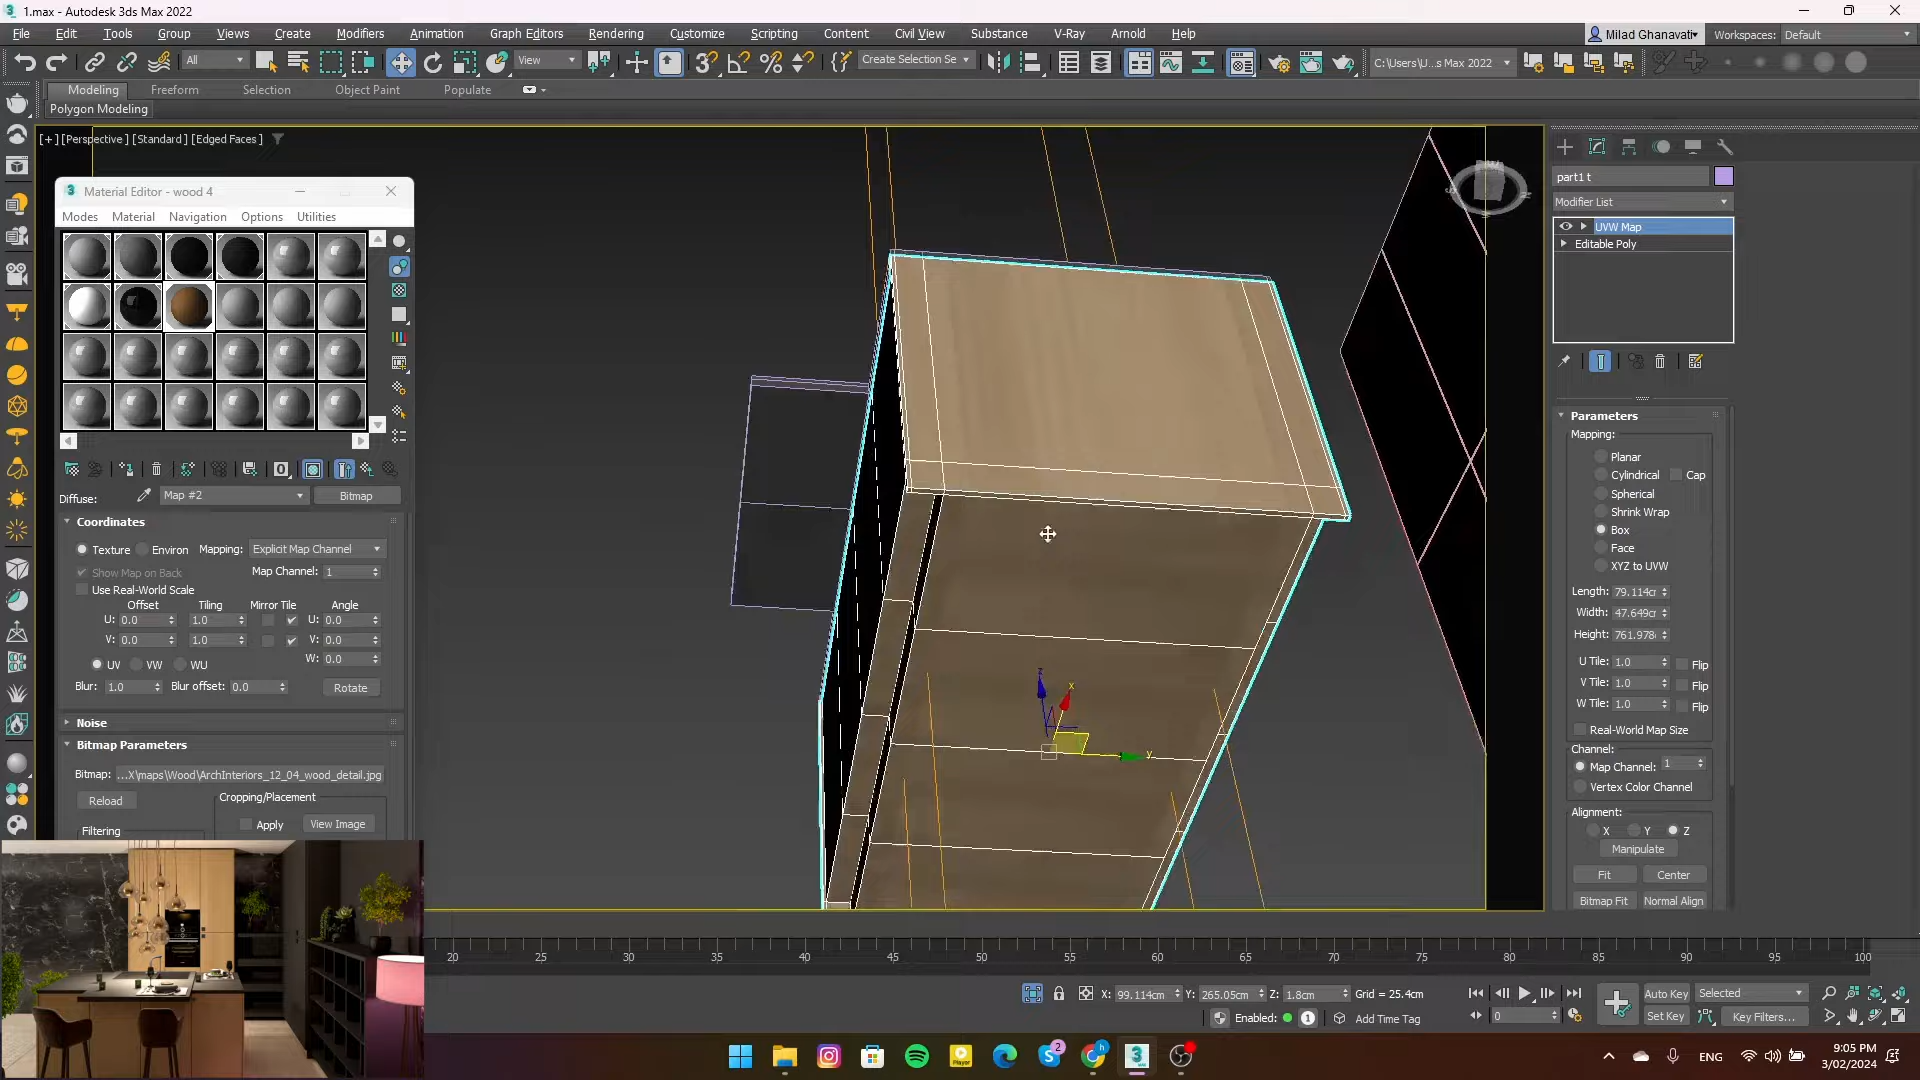 1.max - Autodesk 3ds Max 2022
File Edit Tools Group Views Create Modifiers Animation Graph Editors Rendering Customize Scripting Content Civil View Substance V-Ray Arnold Help
Milad Ghanavati
Workspaces: Default
All
View
Create Selection Se
C:\Users\U...s Max 2022
Modeling Freeform Selection Object Paint Populate
Polygon Modeling
[+] [Perspective] [Standard] [Edged Faces]
Material Editor - wood 4
Modes Material Navigation Options Utilities
Diffuse: Map #2 Bitmap
Coordinates
Texture Environ Mapping: Explicit Map Channel
Show Map on Back Map Channel: 1
Use Real-World Scale
Offset Tiling Mirror Tile Angle
U: 0.0 1.0 U: 0.0
V: 0.0 1.0 V: 0.0
W: 0.0
UV VW WU
Blur: 1.0 Blur offset: 0.0 Rotate
Noise
Bitmap Parameters
Bitmap: ...X\maps\Wood\ArchInteriors_12_04_wood_detail.jpg
Reload
Cropping/Placement
Apply View Image
Filtering
z
x
y
part1 t
Modifier List
UVW Map
Editable Poly
Parameters
Mapping:
Planar
Cylindrical Cap
Spherical
Shrink Wrap
Box
Face
XYZ to UVW
Length: 79.114cr
Width: 47.649cr
Height: 761.978
U Tile: 1.0 Flip
V Tile: 1.0 Flip
W Tile: 1.0 Flip
Real-World Map Size
Channel:
Map Channel: 1
Vertex Color Channel
Alignment:
X Y Z
Manipulate
Fit Center
Bitmap Fit Normal Align
20 25 30 35 40 45 50 55 60 65 70 75 80 85 90 95 100
X: 99.114cm Y: 265.05cm Z: 1.8cm Grid = 25.4cm
Enabled: 1 Add Time Tag
Auto Key Selected
0
Set Key Key Filters...
Player
2
h
3
ENG
9:05 PM
3/02/2024